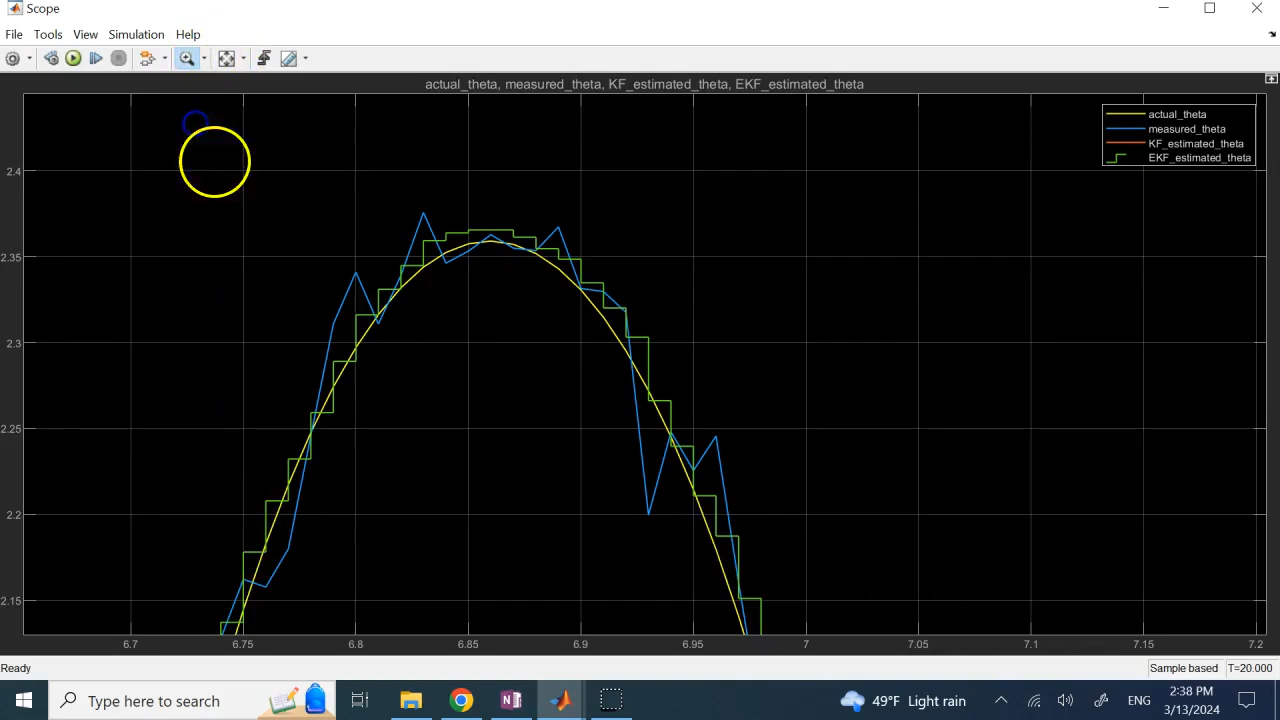 Scope
File Tools View Simulation Help
actual_theta, measured_theta, KF_estimated_theta, EKF_estimated_theta
actual_theta
measured_theta
KF_estimated_theta
EKF_estimated_theta
2.4
2.35
2.3
2.25
2.2
2.15
6.7 6.75 6.8 6.85 6.9 6.95 7 7.05 7.1 7.15 7.2
Ready Sample based T=20.000
Type here to search 49°F Light rain ENG 2:38 PM
3/13/2024